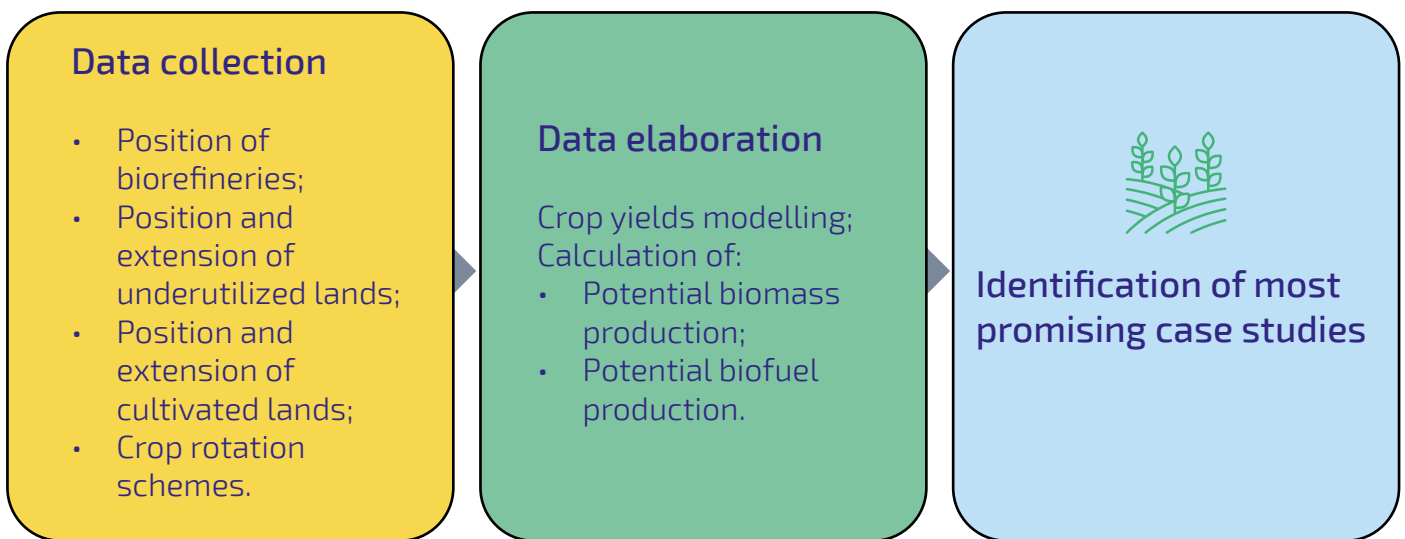 Data collection
• Position of
biorefineries;
• Position and
extension of
underutilized lands;
• Position and
extension of
cultivated lands;
• Crop rotation
schemes.
Data elaboration
Crop yields modelling;
Calculation of:
• Potential biomass
production;
• Potential biofuel
production.
Identification of most
promising case studies